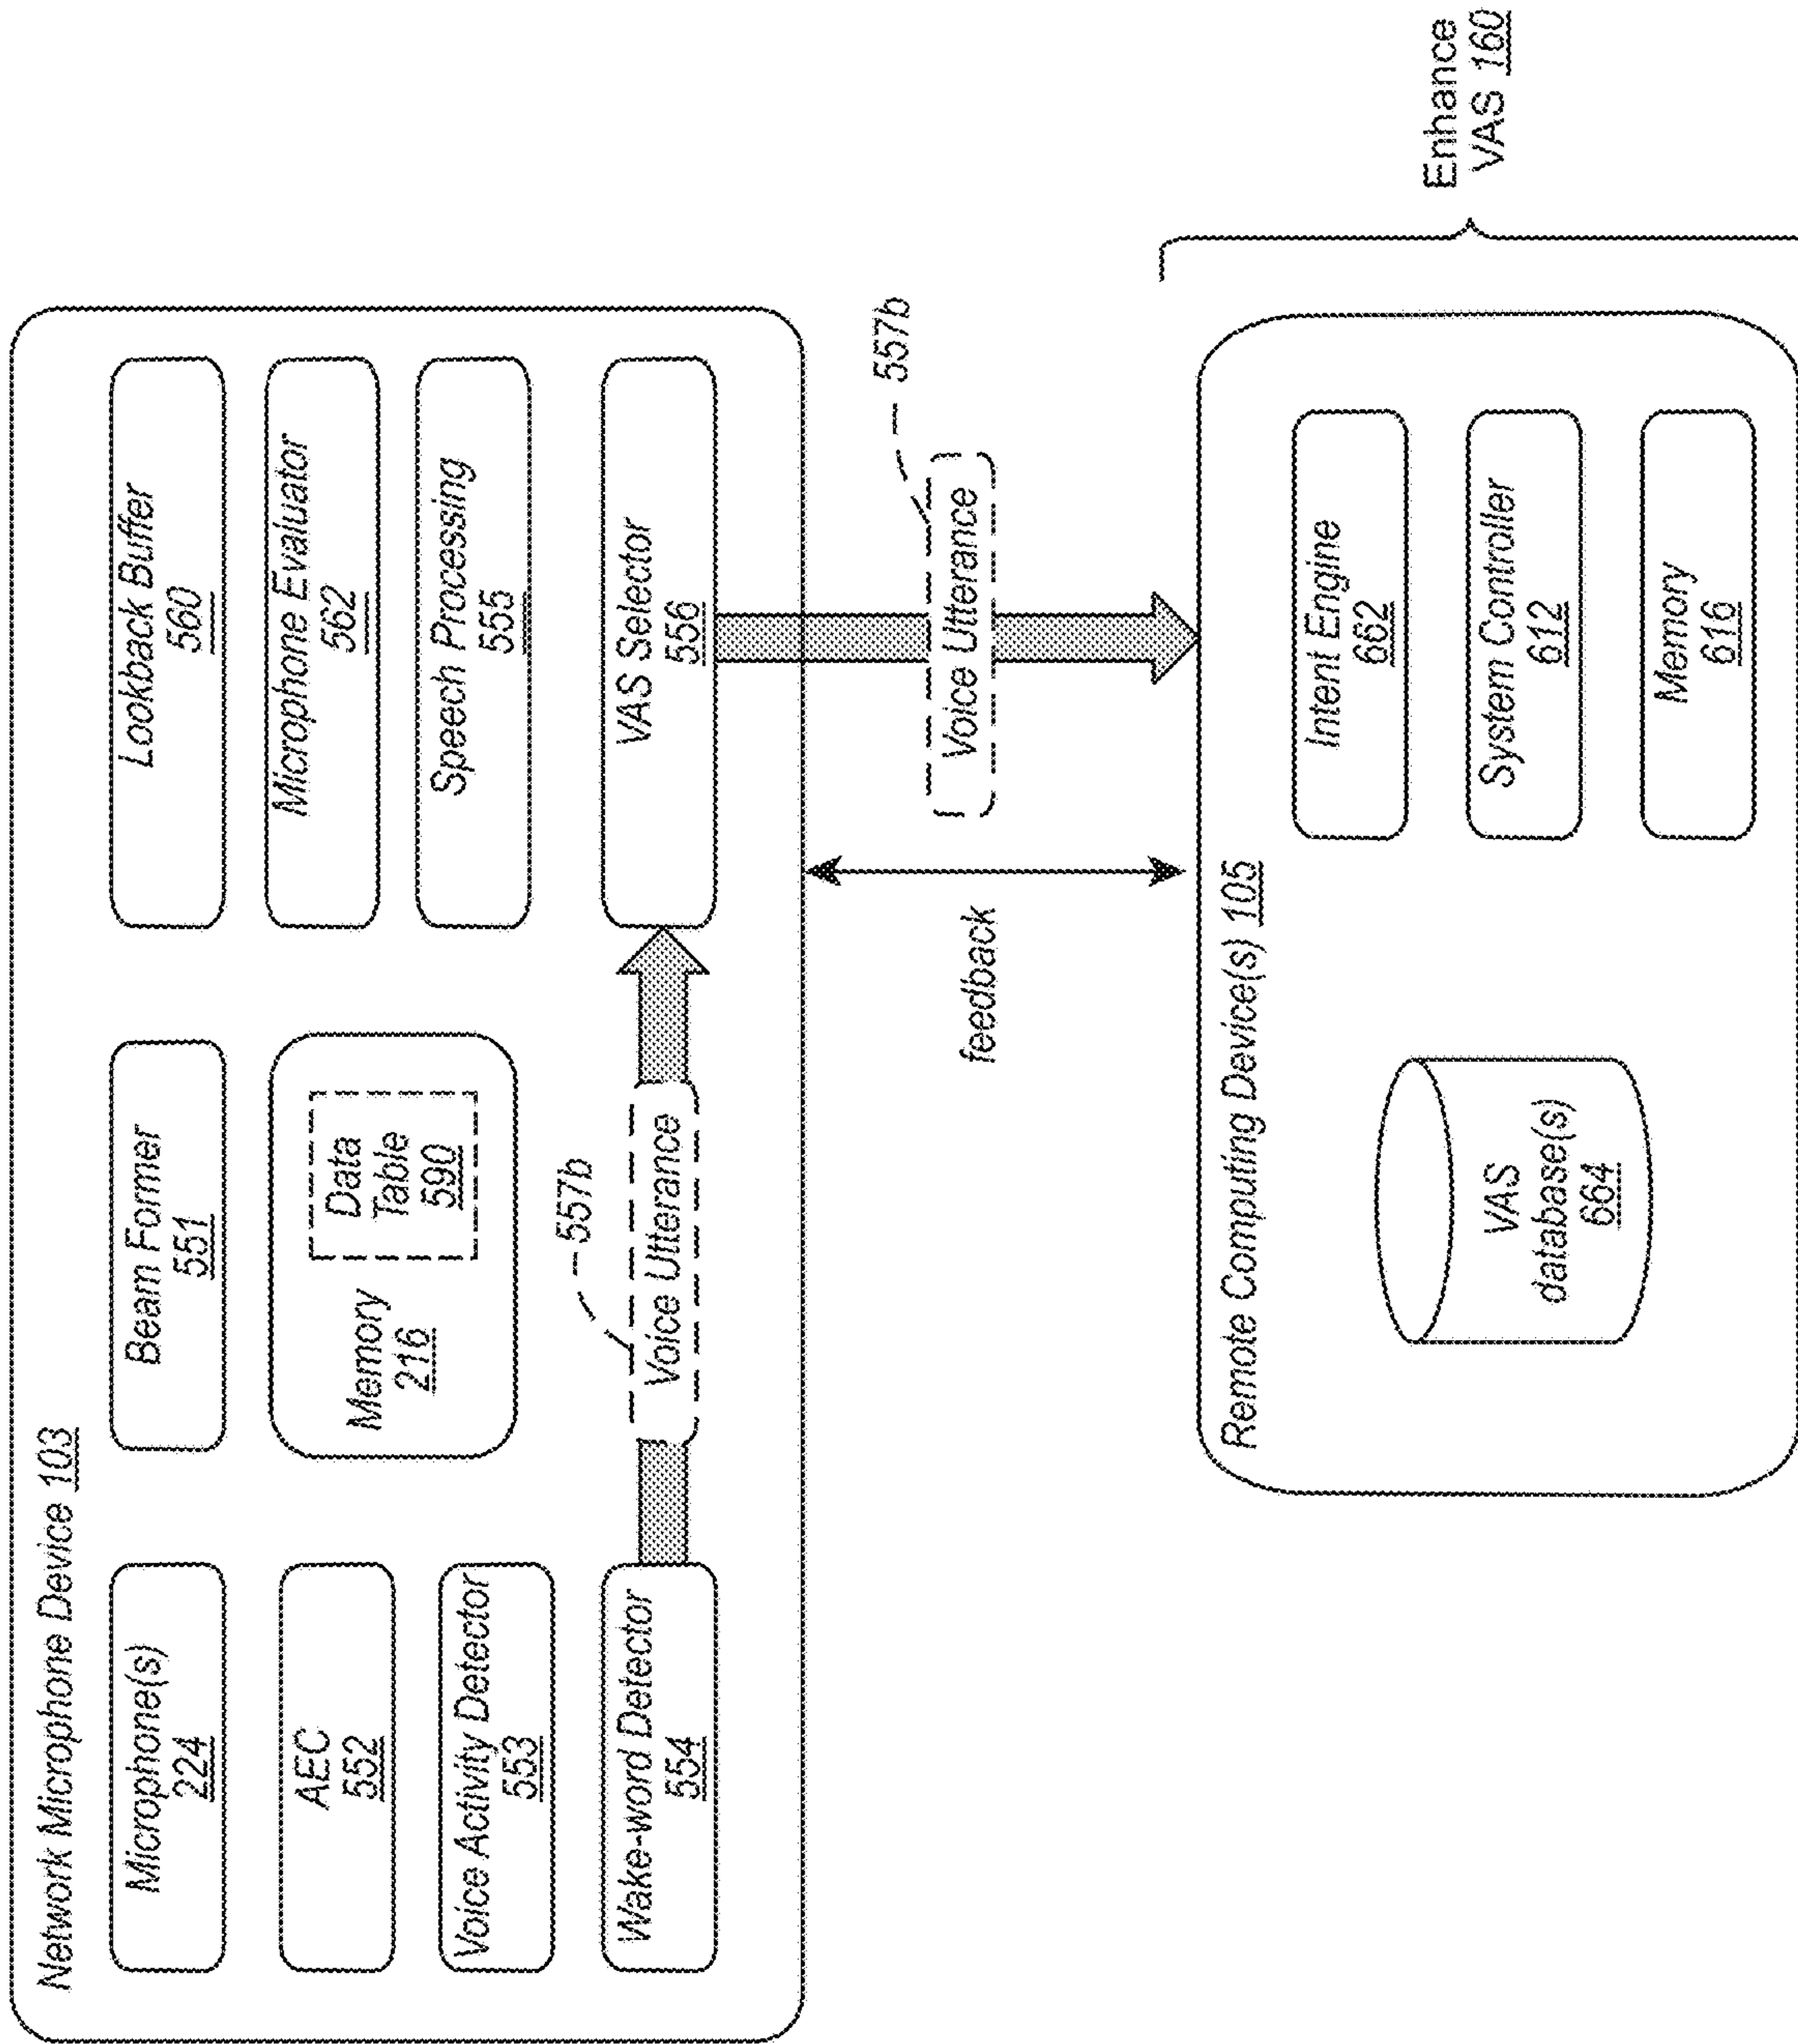 Network Microphone Device 103
Microphone(s)
224
Beam Former
551
Lookback Buffer
560
AEC
552
Memory
216
Data
Table
590
Microphone Evaluator
562
Voice Activity Detector
553
Speech Processing
555
557b
Wake-word Detector
554
Voice Utterance
VAS Selector
556
feedback
Voice Utterance
557b
Remote Computing Device(s) 105
VAS
database(s)
664
Intent Engine
662
System Controller
612
Memory
616
Enhance
VAS 160